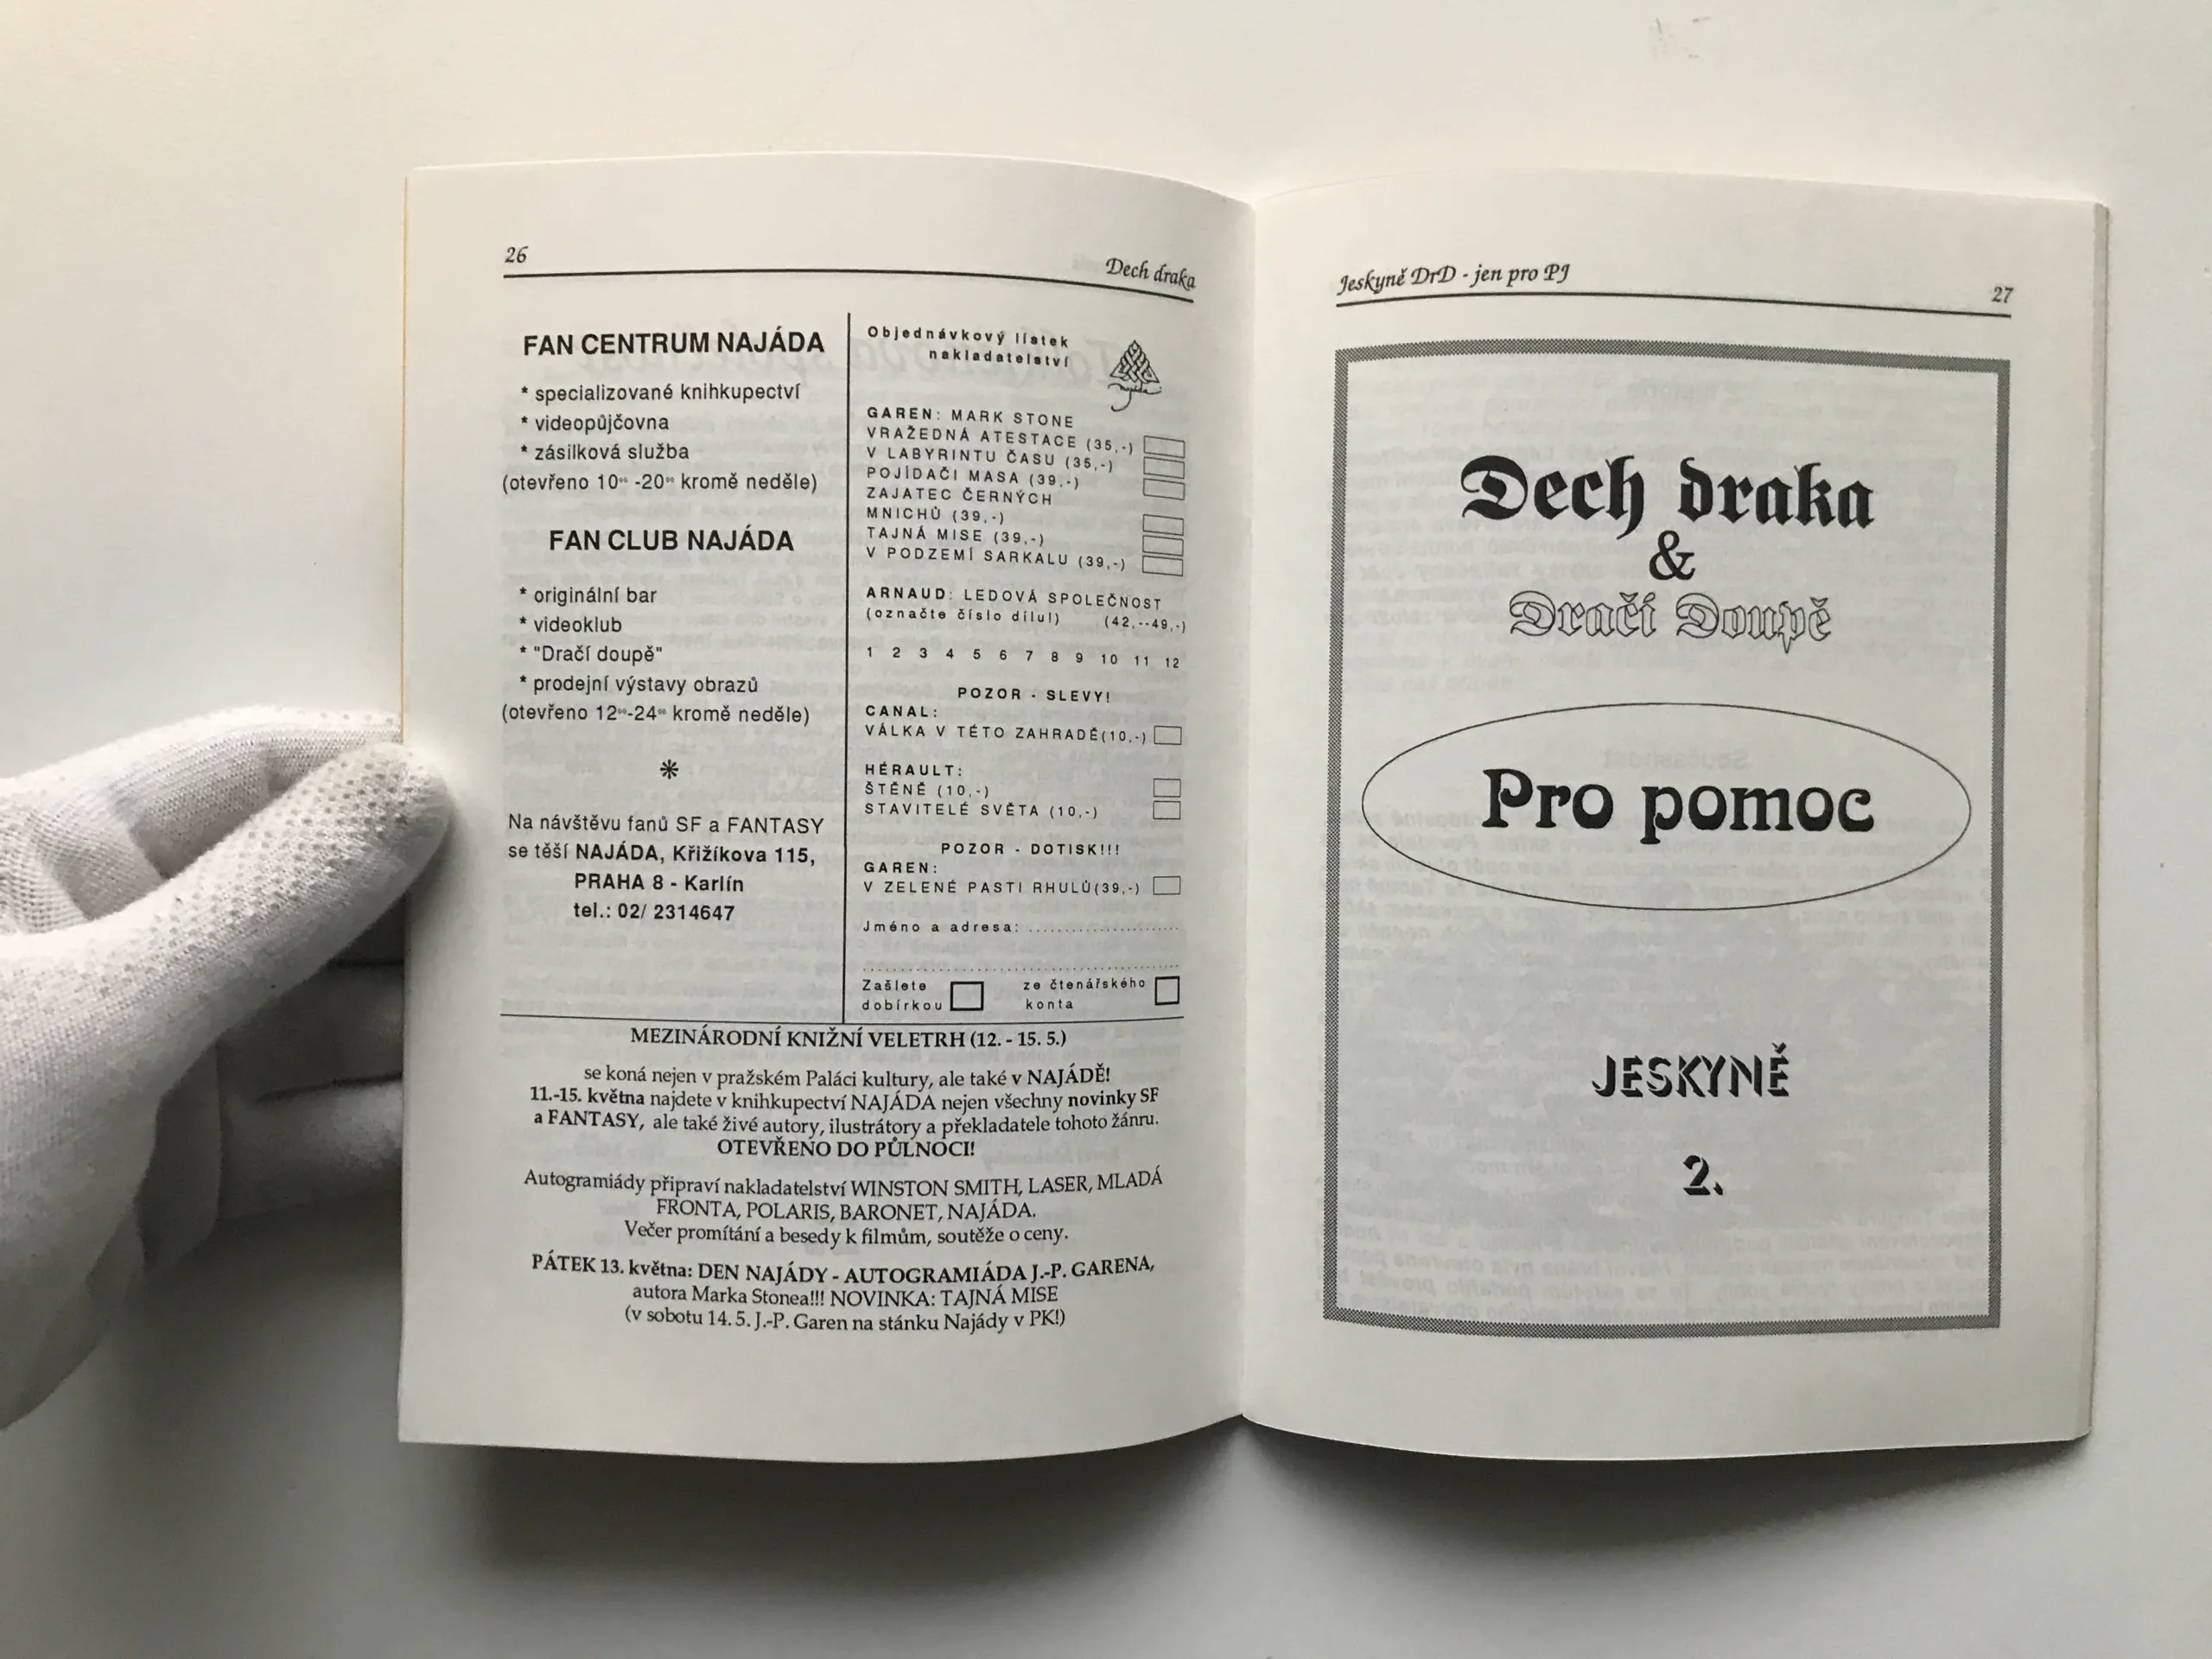 26
Dech draka
FAN CENTRUM NAJÁDA
* specializované knihkupectví
* videopůjčovna
* zásilková služba
(otevřeno 10⁰⁰ -20⁰⁰ kromě neděle)
FAN CLUB NAJÁDA
* originální bar
* videoklub
* "Dračí doupě"
* prodejní výstavy obrazů
(otevřeno 12⁰⁰-24⁰⁰ kromě neděle)
*
Na návštěvu fanů SF a FANTASY
se těší NAJÁDA, Křižíkova 115,
PRAHA 8 - Karlín
tel.: 02/ 2314647
Objednávkový lístek
nakladatelství
najáda
GAREN: MARK STONE
VRAŽEDNÁ ATESTACE (35,-)
V LABYRINTU ČASU (35,-)
POJÍDAČI MASA (39,-)
ZAJATEC ČERNÝCH
MNICHŮ (39,-)
TAJNÁ MISE (39,-)
V PODZEMÍ SARKALU (39,-)
ARNAUD: LEDOVÁ SPOLEČNOST
(označte číslo dílu!) (42,--49,-)
1 2 3 4 5 6 7 8 9 10 11 12
POZOR - SLEVY!
CANAL:
VÁLKA V TÉTO ZAHRADĚ(10,-)
HÉRAULT:
ŠTĚNĚ (10,-)
STAVITELÉ SVĚTA (10,-)
POZOR - DOTISK!!!
GAREN:
V ZELENÉ PASTI RHULŮ(39,-)
Jméno a adresa: ........................
................................................
Zašlete
dobírkou
ze čtenářského
konta
MEZINÁRODNÍ KNIŽNÍ VELETRH (12. - 15. 5.)
se koná nejen v pražském Paláci kultury, ale také v NAJÁDĚ!
11.-15. května najdete v knihkupectví NAJÁDA nejen všechny novinky SF
a FANTASY, ale také živé autory, ilustrátory a překladatele tohoto žánru.
OTEVŘENO DO PŮLNOCI!
Autogramiády připraví nakladatelství WINSTON SMITH, LASER, MLADÁ
FRONTA, POLARIS, BARONET, NAJÁDA.
Večer promítání a besedy k filmům, soutěže o ceny.
PÁTEK 13. května: DEN NAJÁDY - AUTOGRAMIÁDA J.-P. GARENA,
autora Marka Stonea!!! NOVINKA: TAJNÁ MISE
(v sobotu 14. 5. J.-P. Garen na stánku Najády v PK!)
Jeskyně DrD - jen pro PJ
27
Dech draka
&
Dračí Doupě
Pro pomoc
JESKYNĚ
2.